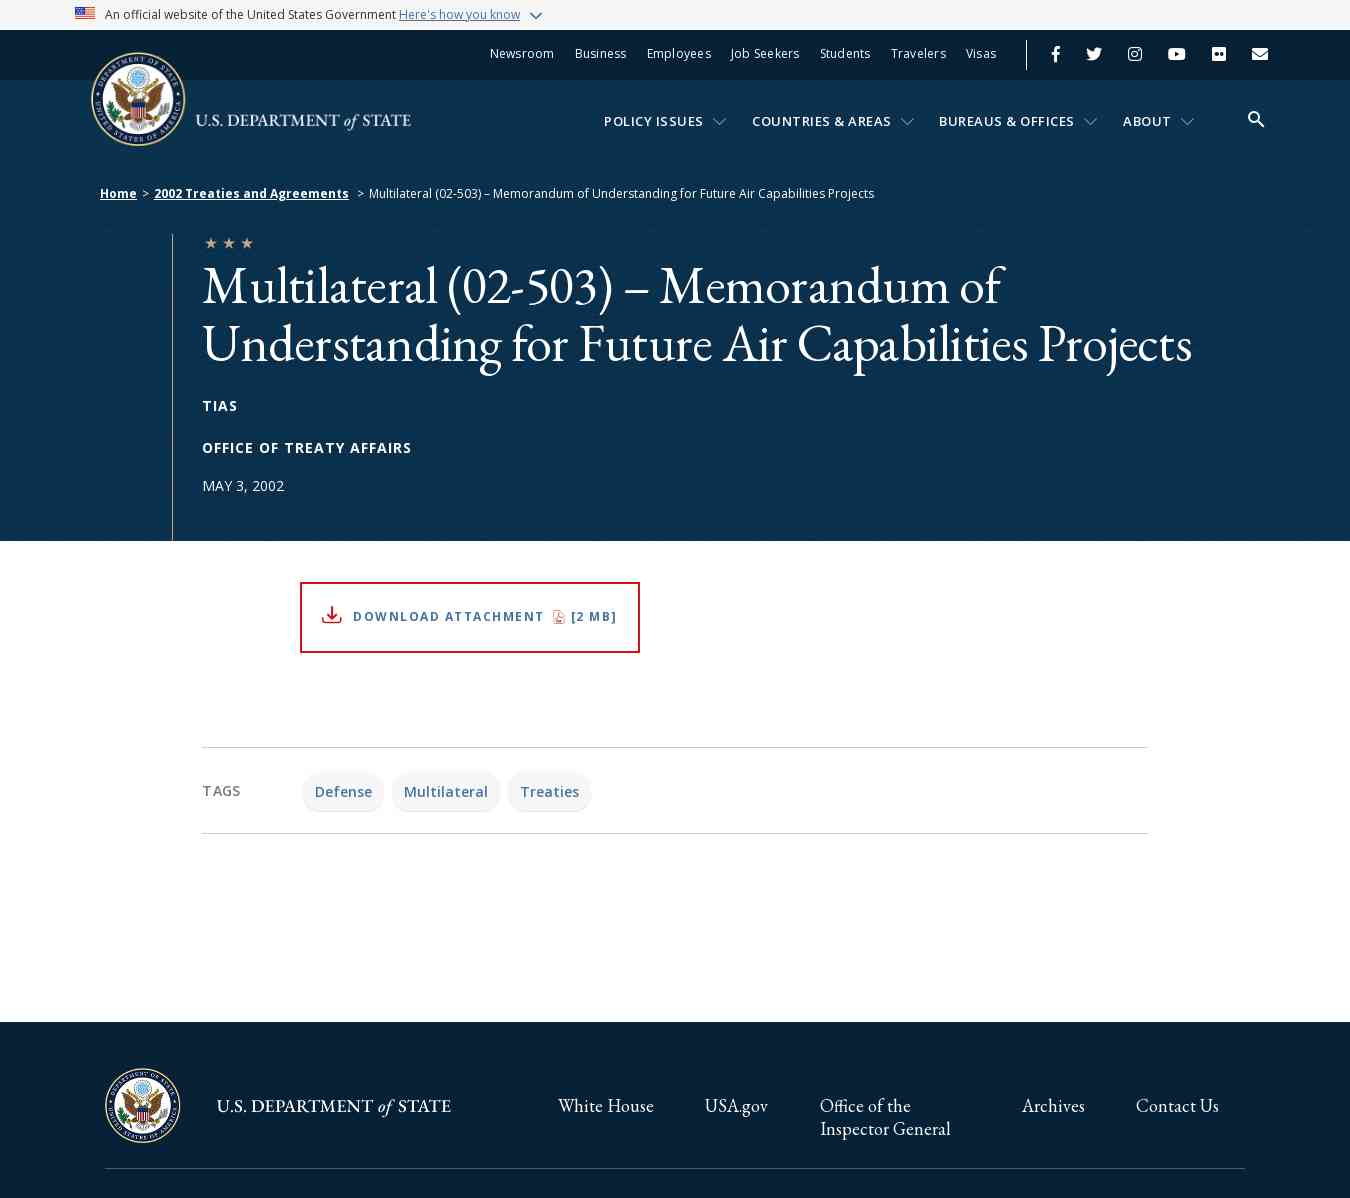 An official website of the United States Government Here's how you know
Newsroom Business Employees Job Seekers Students Travelers Visas
U.S. DEPARTMENT of STATE
POLICY ISSUES COUNTRIES & AREAS BUREAUS & OFFICES ABOUT
Home > 2002 Treaties and Agreements > Multilateral (02-503) – Memorandum of Understanding for Future Air Capabilities Projects
Multilateral (02-503) – Memorandum of
Understanding for Future Air Capabilities Projects
TIAS
OFFICE OF TREATY AFFAIRS
MAY 3, 2002
DOWNLOAD ATTACHMENT [2 MB]
TAGS Defense Multilateral Treaties
U.S. DEPARTMENT of STATE
White House USA.gov Office of the Archives Contact Us
Inspector General